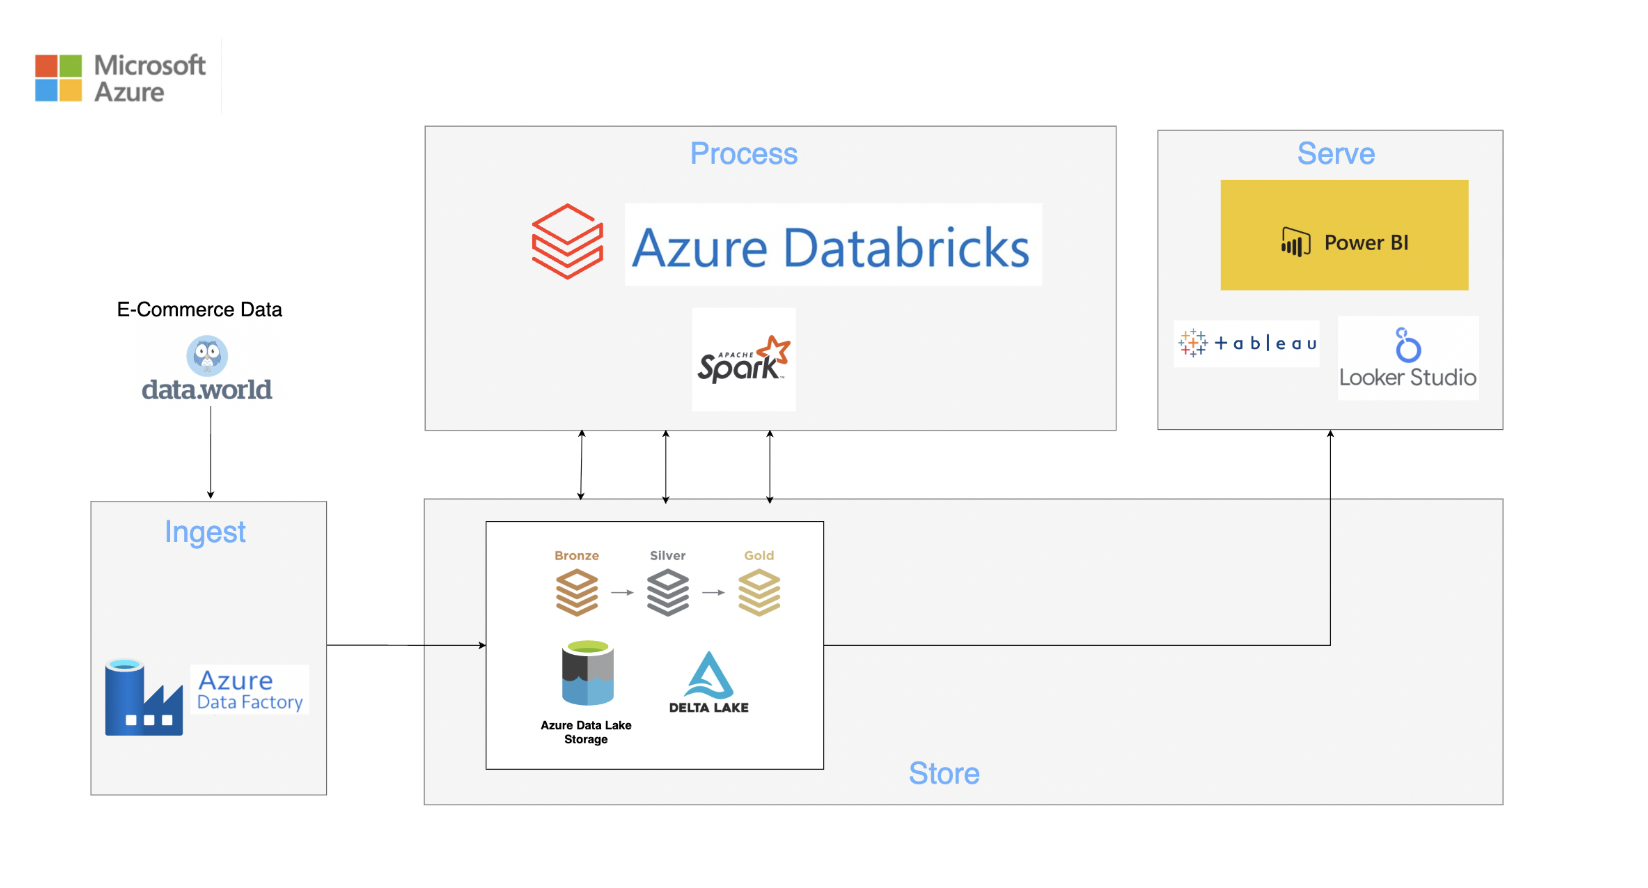 Microsoft
Azure
Process
Azure Databricks
APACHE
Spark
Serve
Power BI
+ableau
Looker Studio
E-Commerce Data
data.world
Ingest
Azure
Data Factory
Bronze
Silver
Gold
Azure Data Lake
Storage
DELTA LAKE
Store